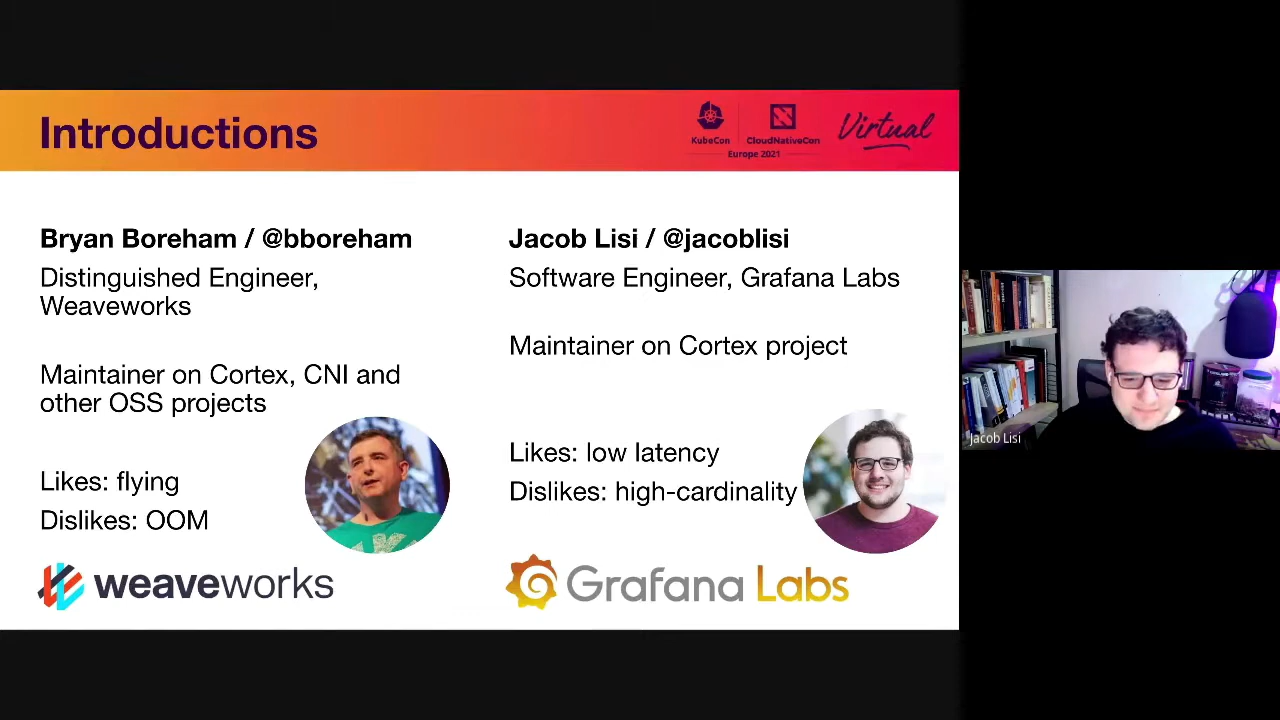 Introductions
KubeCon
CloudNativeCon
Europe 2021
Virtual
Bryan Boreham / @bboreham
Distinguished Engineer,
Weaveworks
Maintainer on Cortex, CNI and
other OSS projects
Likes: flying
Dislikes: OOM
weaveworks
Jacob Lisi / @jacoblisi
Software Engineer, Grafana Labs
Maintainer on Cortex project
Likes: low latency
Dislikes: high-cardinality
Grafana Labs
Jacob Lisi